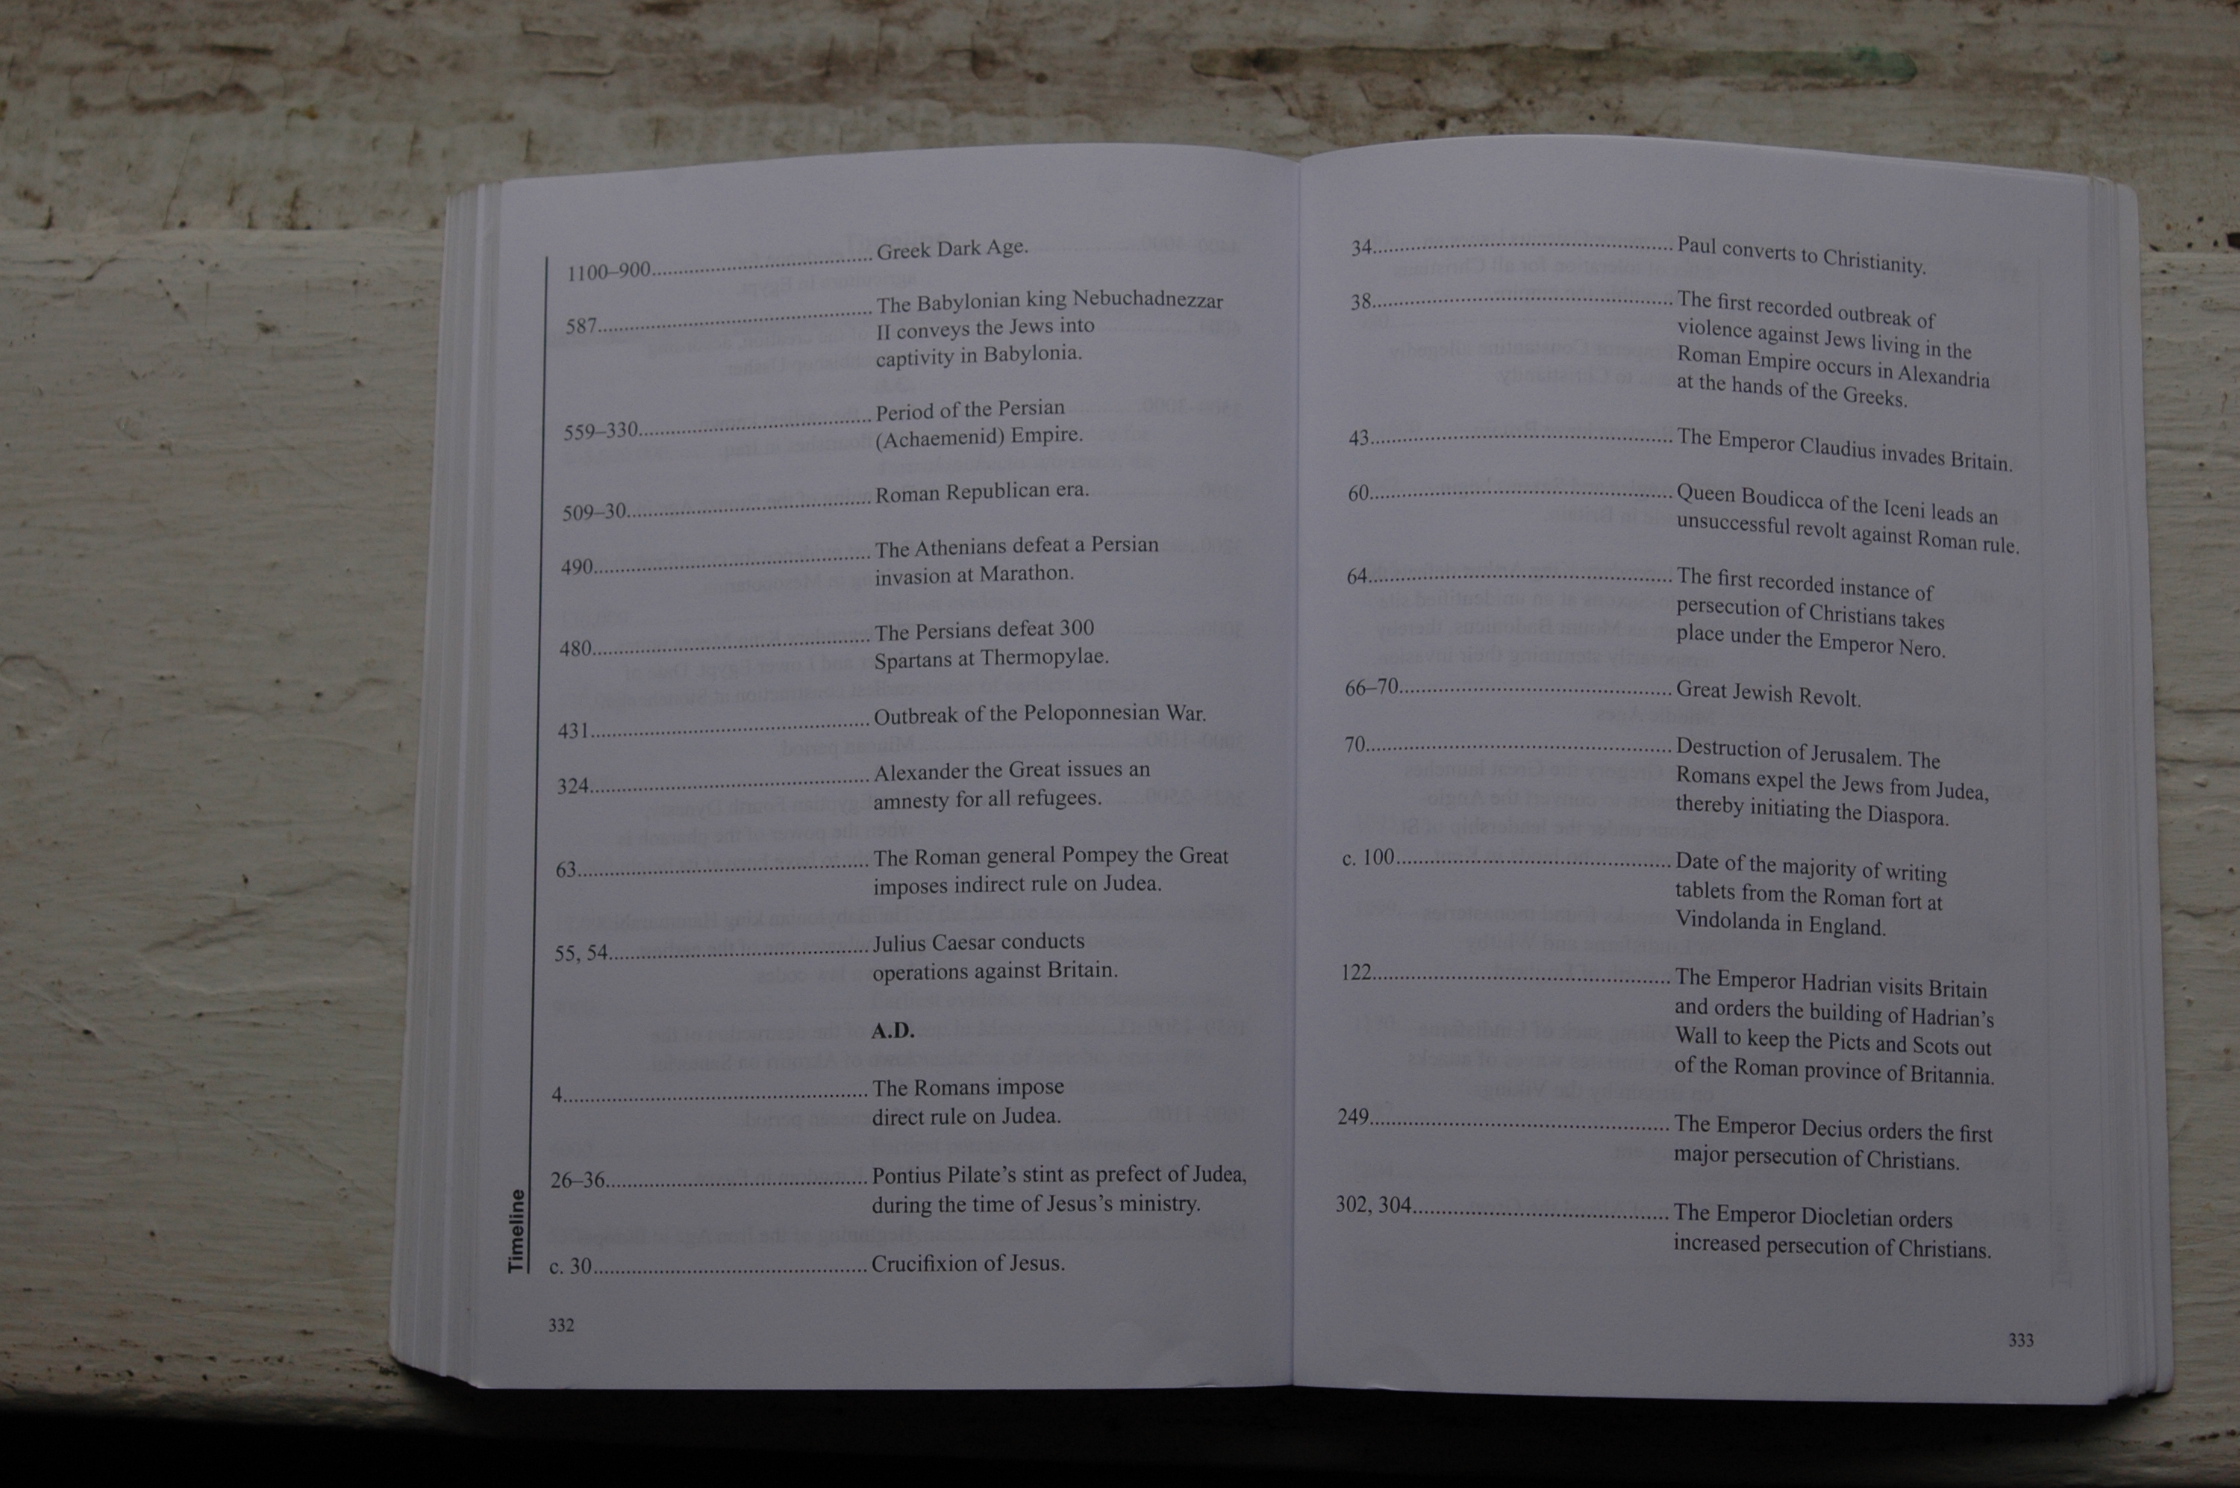 1100–900........................................ Greek Dark Age.
587........................................ The Babylonian king Nebuchadnezzar
II conveys the Jews into
captivity in Babylonia.
559–330........................................ Period of the Persian
(Achaemenid) Empire.
509–30........................................ Roman Republican era.
490........................................ The Athenians defeat a Persian
invasion at Marathon.
480........................................ The Persians defeat 300
Spartans at Thermopylae.
431........................................ Outbreak of the Peloponnesian War.
324........................................ Alexander the Great issues an
amnesty for all refugees.
63........................................ The Roman general Pompey the Great
imposes indirect rule on Judea.
55, 54........................................ Julius Caesar conducts
operations against Britain.
A.D.
4........................................ The Romans impose
direct rule on Judea.
26–36........................................ Pontius Pilate’s stint as prefect of Judea,
during the time of Jesus’s ministry.
c. 30........................................ Crucifixion of Jesus.
Timeline
332
34........................................ Paul converts to Christianity.
38........................................ The first recorded outbreak of
violence against Jews living in the
Roman Empire occurs in Alexandria
at the hands of the Greeks.
43........................................ The Emperor Claudius invades Britain.
60........................................ Queen Boudicca of the Iceni leads an
unsuccessful revolt against Roman rule.
64........................................ The first recorded instance of
persecution of Christians takes
place under the Emperor Nero.
66–70........................................ Great Jewish Revolt.
70........................................ Destruction of Jerusalem. The
Romans expel the Jews from Judea,
thereby initiating the Diaspora.
c. 100........................................ Date of the majority of writing
tablets from the Roman fort at
Vindolanda in England.
122........................................ The Emperor Hadrian visits Britain
and orders the building of Hadrian’s
Wall to keep the Picts and Scots out
of the Roman province of Britannia.
249........................................ The Emperor Decius orders the first
major persecution of Christians.
302, 304........................................ The Emperor Diocletian orders
increased persecution of Christians.
333